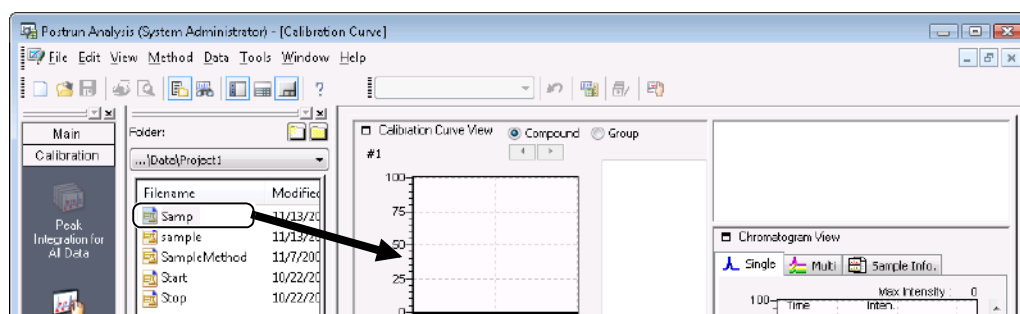 Postrun Analysis (System Administrator) - [Calibration Curve]
File Edit View Method Data Tools Window Help
Main
Calibration
Peak
Integration for
All Data
Folder:
...\Data\Project1
Filename Modified
Samp 11/13/20
sample 11/13/20
SampleMethod 11/7/200
Start 10/22/20
Stop 10/22/20
Calibration Curve View Compound Group
#1
100
75
50
25
0
Chromatogram View
Single Multi Sample Info.
Max Intensity : 0
100 Time Inten.